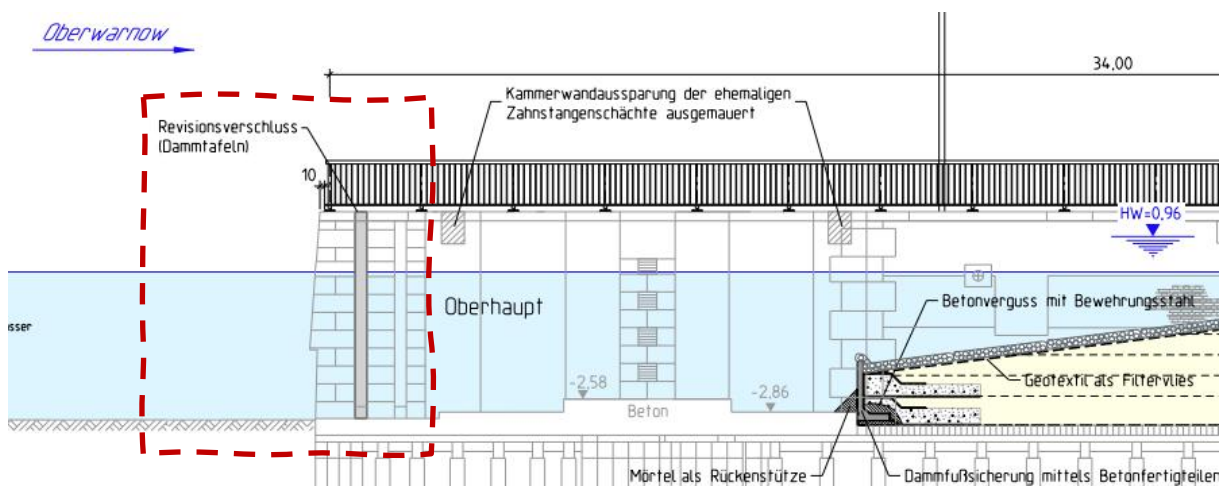 Oberwarnow
34.00
Kammerwandaussparung der ehemaligen
Zahnstangenschächte ausgemauert
Revisionsverschluss
(Dammtafeln)
10
HW=0.96
Oberhaupt
Betonverguss mit Bewehrungsstahl
sser
Geotextil als Filtervlies
-2.58
-2.86
Beton
Mörtel als Rückenstütze
Dammfußsicherung mittels Betonfertigteilen